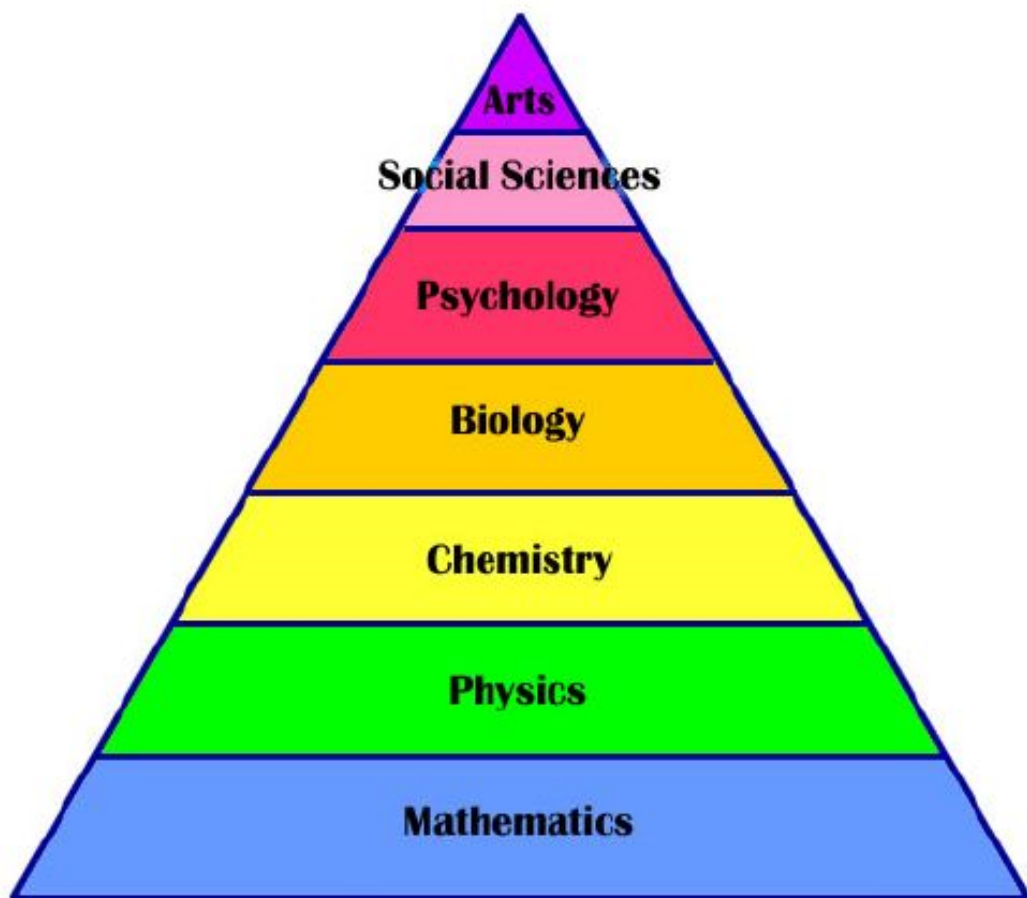 Arts
Social Sciences
Psychology
Biology
Chemistry
Physics
Mathematics